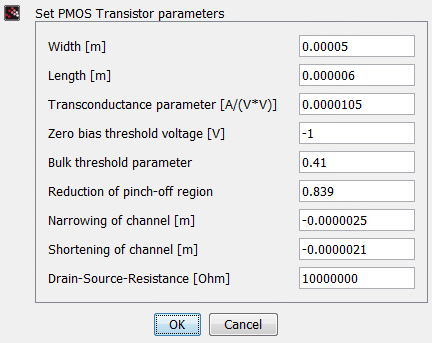 Set PMOS Transistor parameters
Width [m] 0.00005
Length [m] 0.000006
Transconductance parameter [A/(V*V)] 0.0000105
Zero bias threshold voltage [V] -1
Bulk threshold parameter 0.41
Reduction of pinch-off region 0.839
Narrowing of channel [m] -0.0000025
Shortening of channel [m] -0.0000021
Drain-Source-Resistance [Ohm] 10000000
OK Cancel